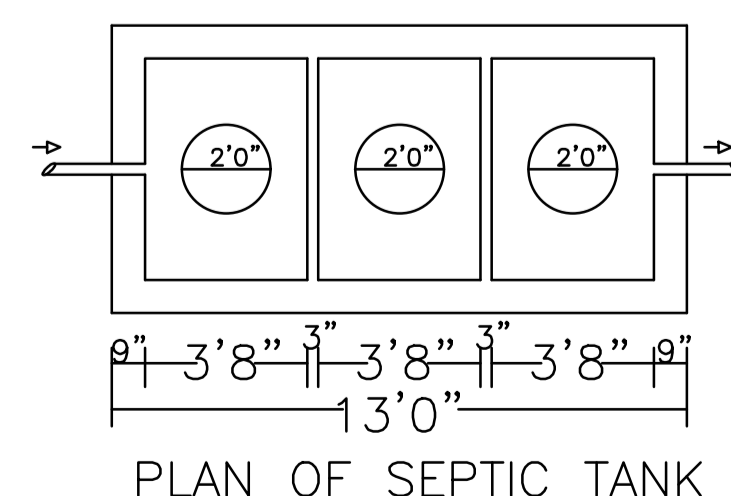 2'0" 2'0" 2'0"
9" 3'8" 3" 3'8" 3" 3'8" 9"
13'0"
PLAN OF SEPTIC TANK